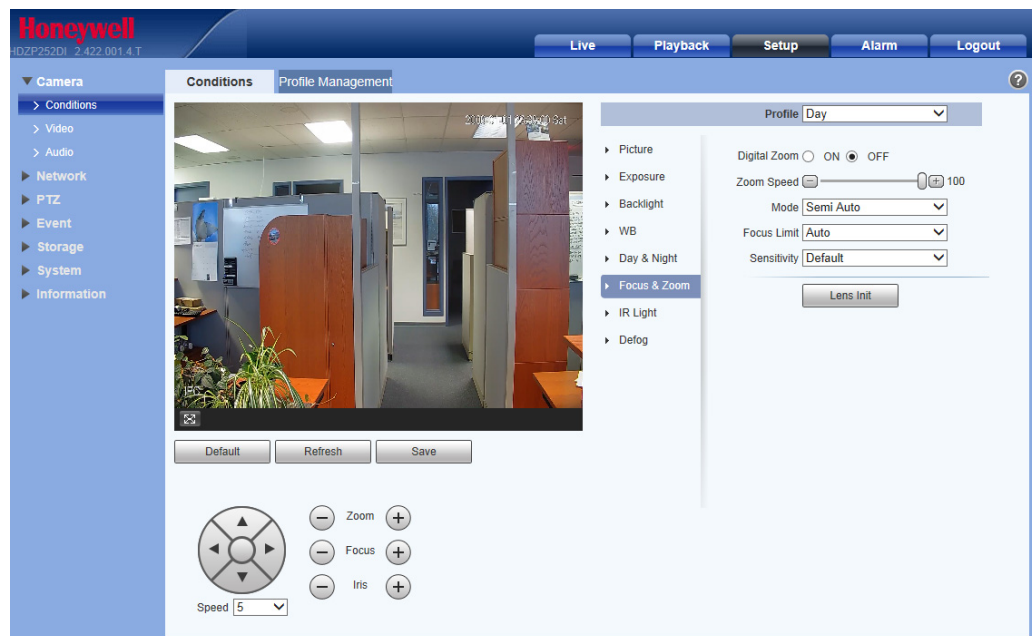 Honeywell
HDZP252DI 2.422.001.4.T
Live
Playback
Setup
Alarm
Logout
Camera
Conditions
Video
Audio
Network
PTZ
Event
Storage
System
Information
Conditions
Profile Management
Profile Day
Picture
Exposure
Backlight
WB
Day & Night
Focus & Zoom
IR Light
Defog
Digital Zoom ON OFF
Zoom Speed 100
Mode Semi Auto
Focus Limit Auto
Sensitivity Default
Lens Init
Default
Refresh
Save
Zoom
Focus
Iris
Speed 5